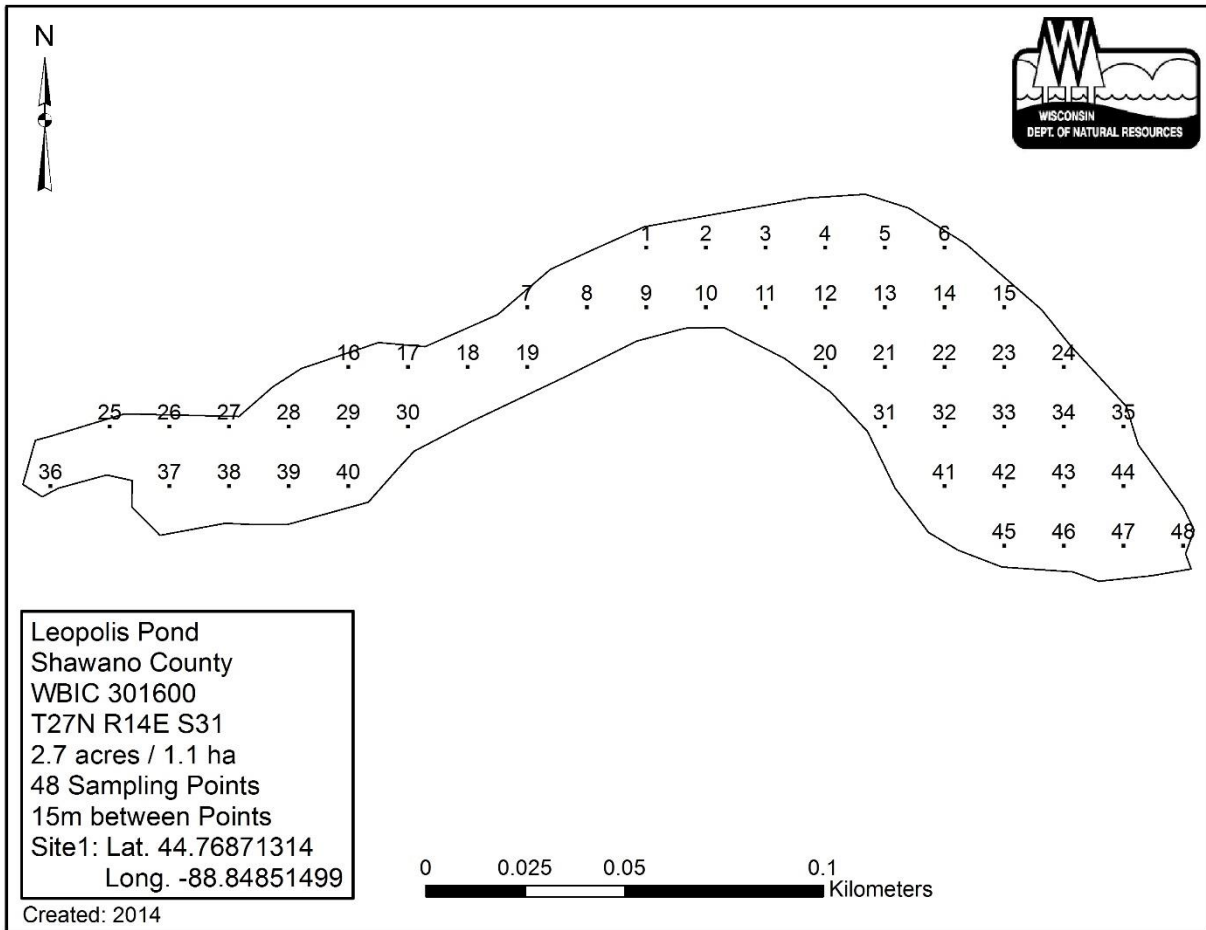 N
WISCONSIN
DEPT. OF NATURAL RESOURCES
1 2 3 4 5 6
7 8 9 10 11 12 13 14 15
16 17 18 19 20 21 22 23 24
25 26 27 28 29 30 31 32 33 34 35
36 37 38 39 40 41 42 43 44
45 46 47 48
Leopolis Pond
Shawano County
WBIC 301600
T27N R14E S31
2.7 acres / 1.1 ha
48 Sampling Points
15m between Points
Site1: Lat. 44.76871314
Long. -88.84851499
Created: 2014
0 0.025 0.05 0.1
Kilometers